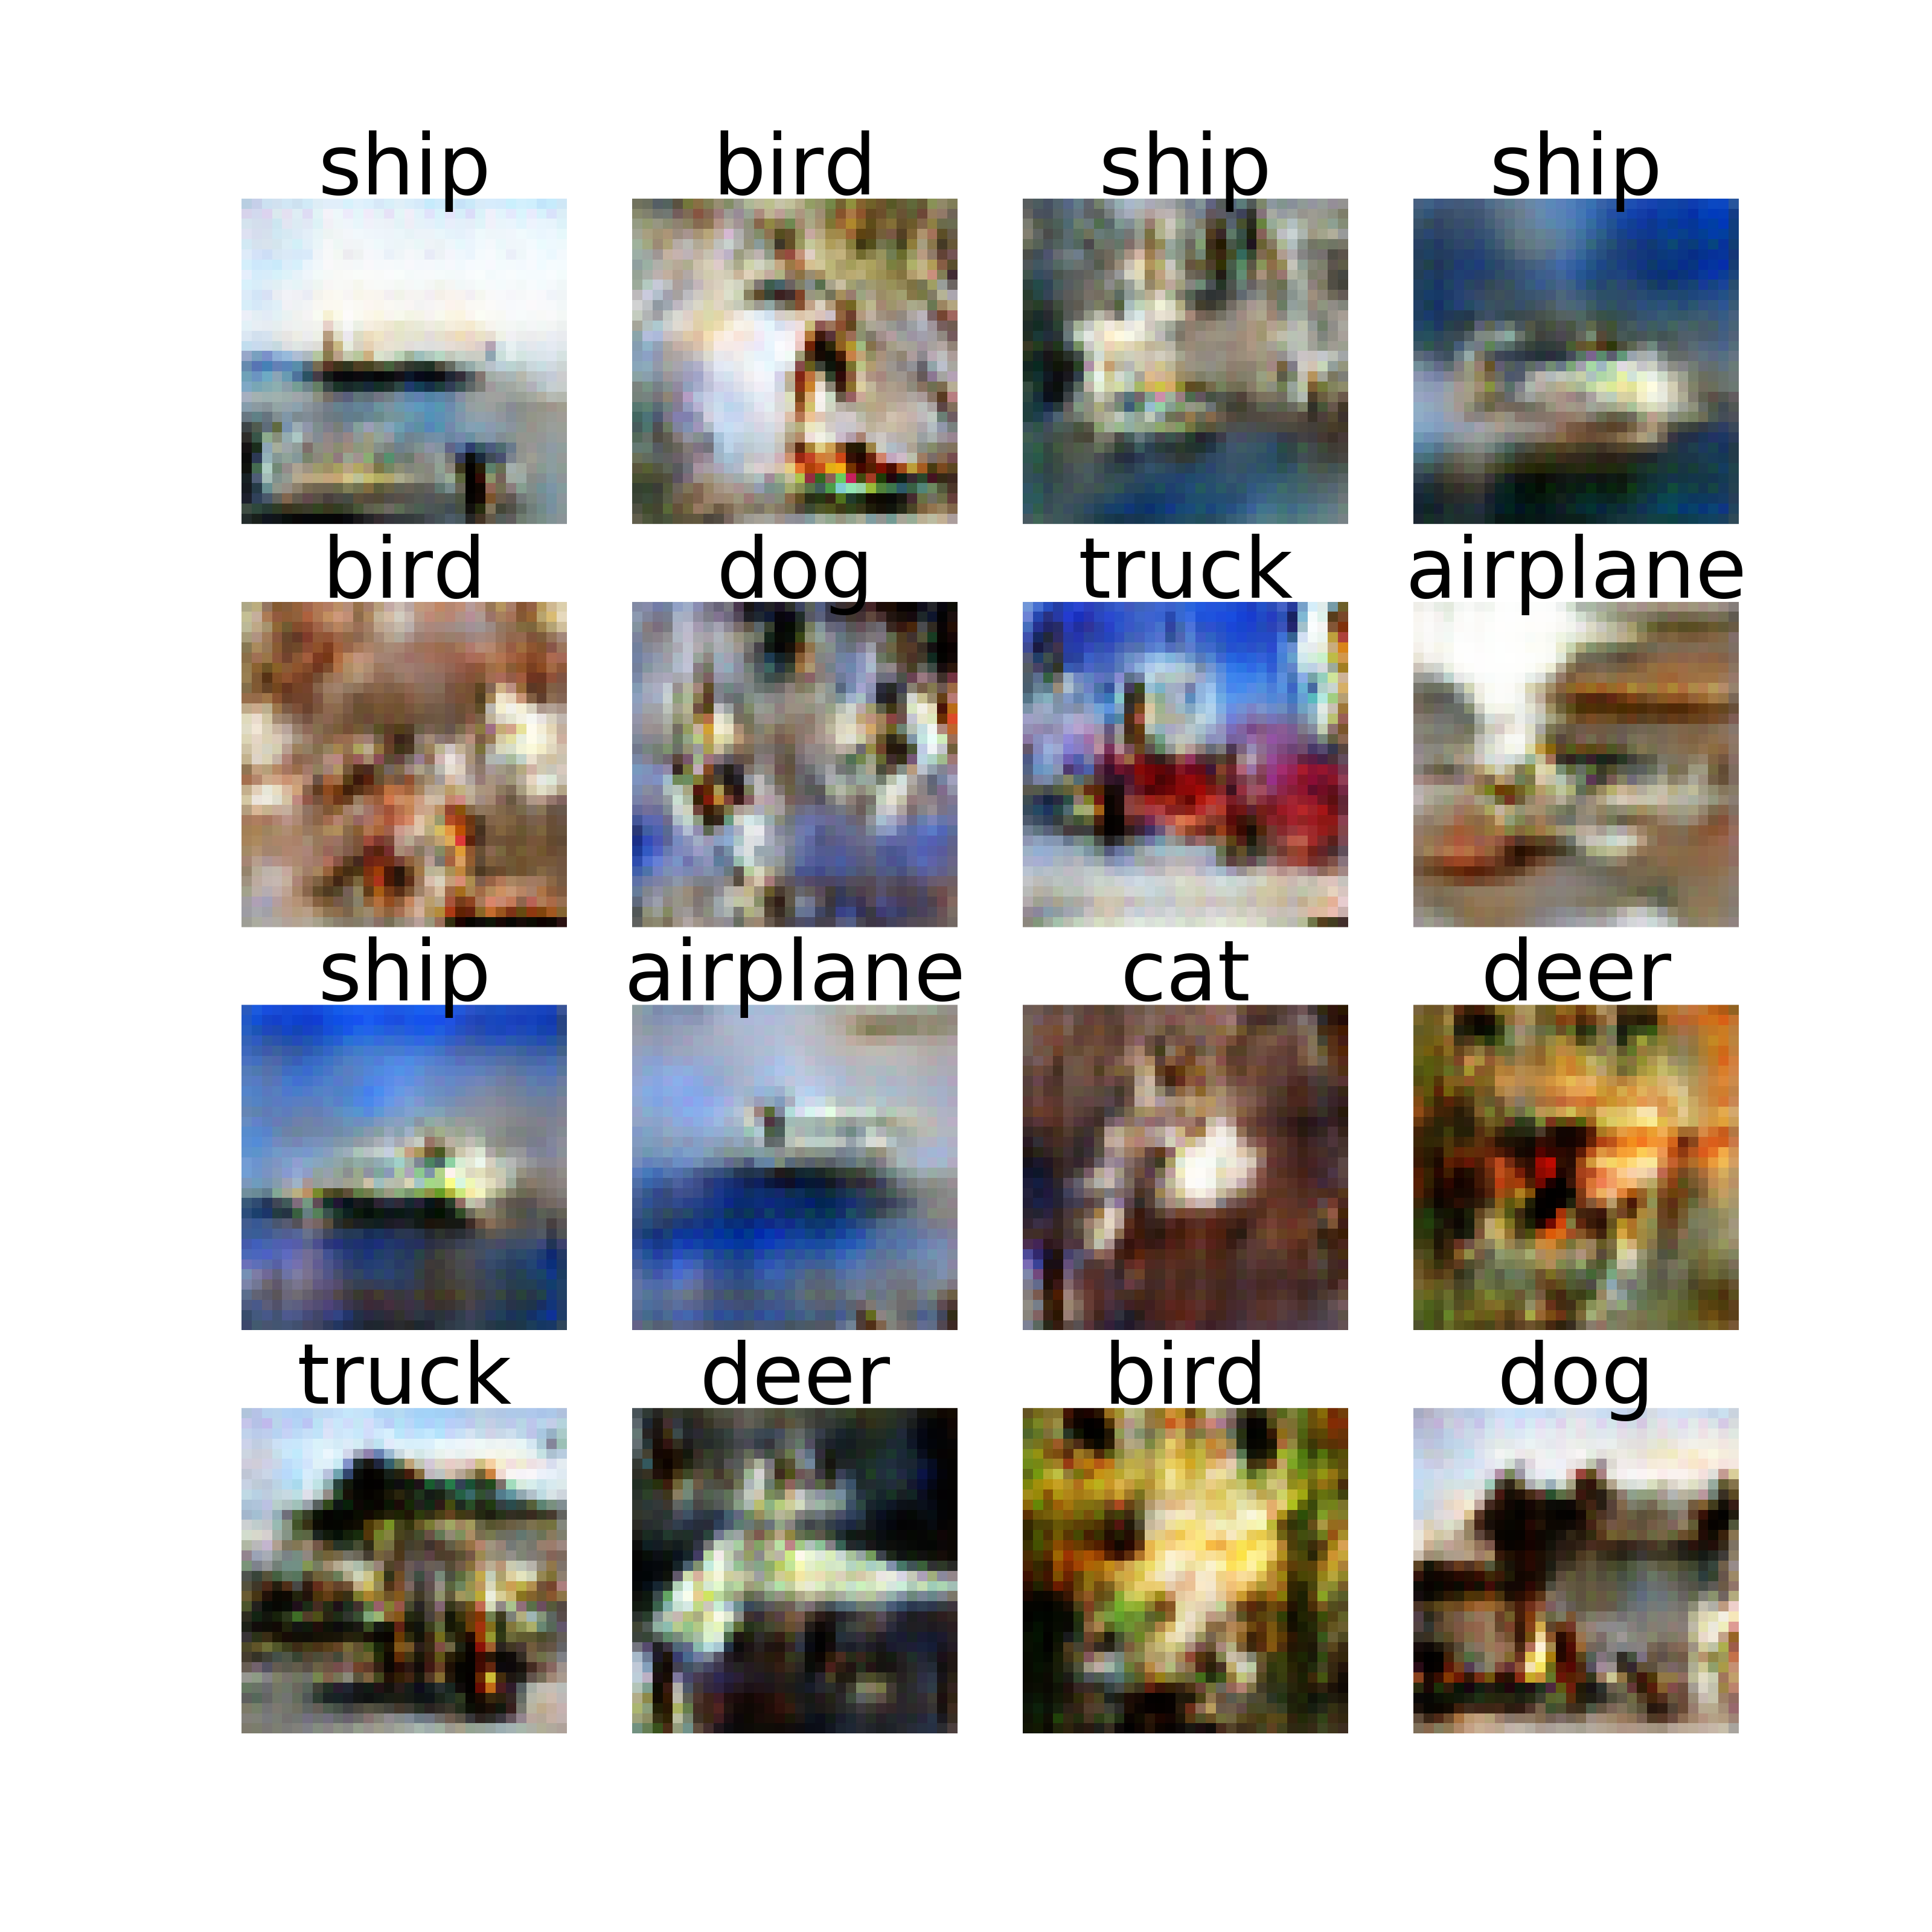 ship bird ship ship
bird dog truck airplane
ship airplane cat deer
truck deer bird dog